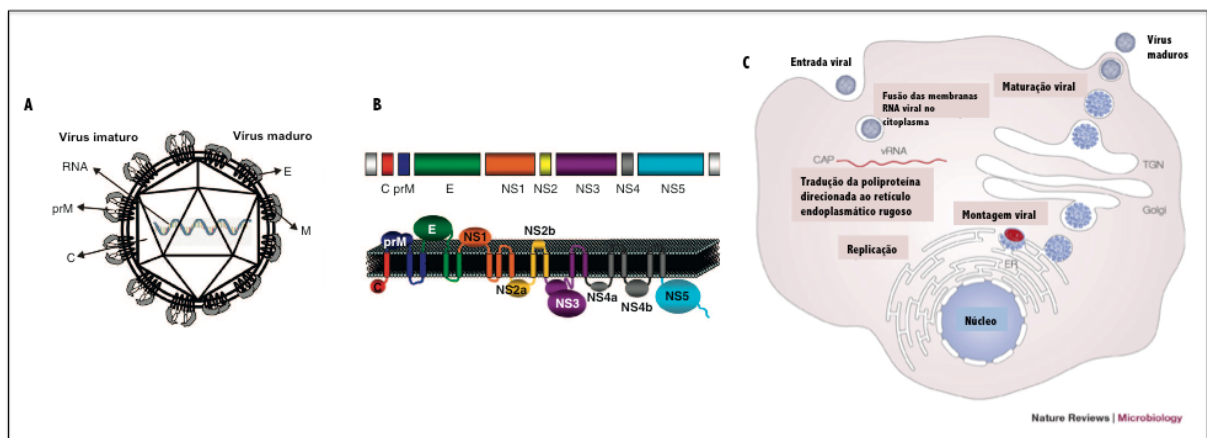 A
Vírus imaturo
Vírus maduro
RNA
E
prM
M
C
B
C prM E NS1 NS2 NS3 NS4 NS5
prM
E
NS1
NS2b
C
NS2a
N
NS3
NS4a
NS4b
NS5
C
Entrada viral
Vírus
maduros
Fusão das membranas
RNA viral no
citoplasma
Maturação viral
vRNA
CAP
TGN
Tradução da poliproteína
direcionada ao retículo
endoplasmático rugoso
Golgi
Montagem viral
Replicação
ER
Núcleo
Nature Reviews | Microbiology